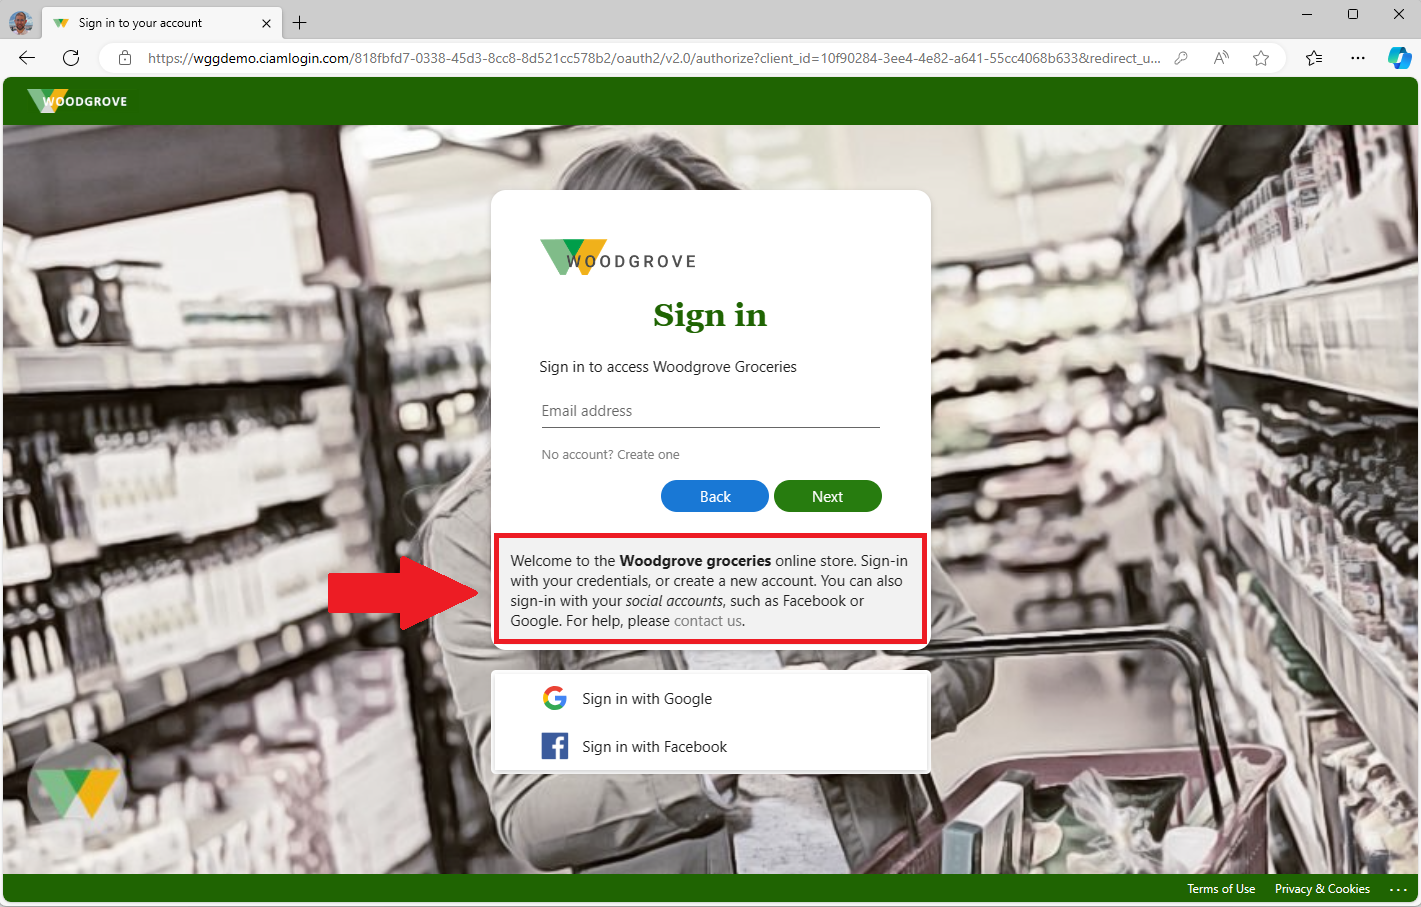 Sign in to your account
https://wggdemo.ciamlogin.com/818fbfd7-0338-45d3-8cc8-8d521cc578b2/oauth2/v2.0/authorize?client_id=10f90284-3ee4-4e82-a641-55cc4068b633&redirect_u...
WOODGROVE
WOODGROVE
Sign in
Sign in to access Woodgrove Groceries
Email address
No account? Create one
Back
Next
Welcome to the Woodgrove groceries online store. Sign-in
with your credentials, or create a new account. You can also
sign-in with your social accounts, such as Facebook or
Google. For help, please contact us.
Sign in with Google
Sign in with Facebook
Terms of Use
Privacy & Cookies
...